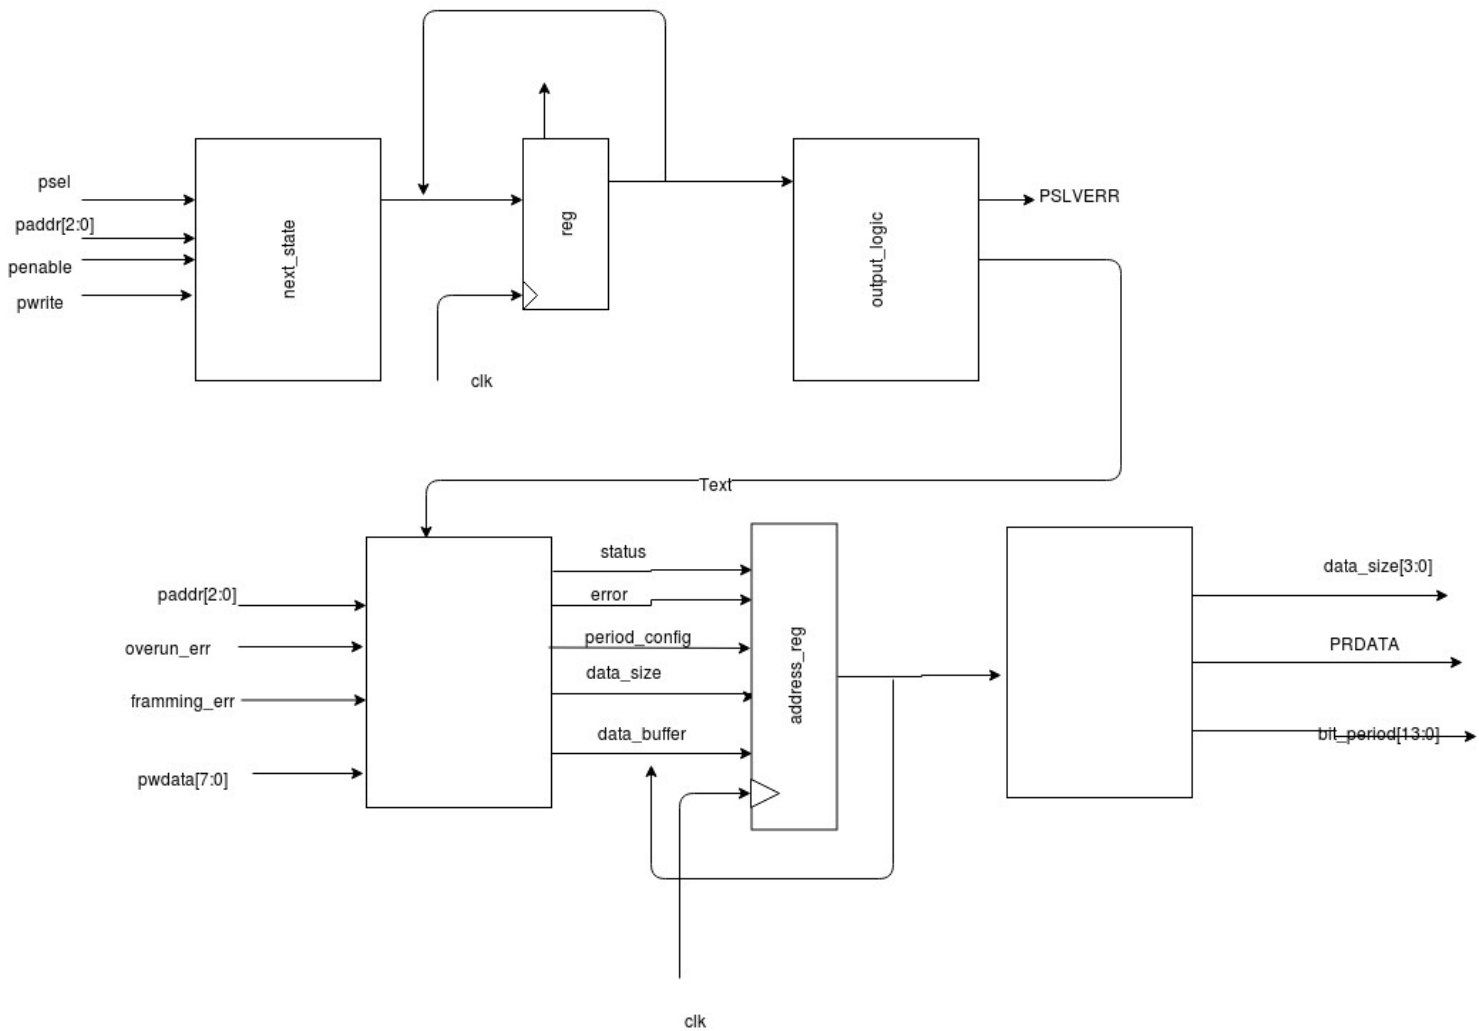 psel
paddr[2:0]
penable
pwrite
next_state
reg
clk
output_logic
PSLVERR
Text
paddr[2:0]
overun_err
framming_err
pwdata[7:0]
status
error
period_config
data_size
data_buffer
address_reg
clk
data_size[3:0]
PRDATA
bit_period[13:0]